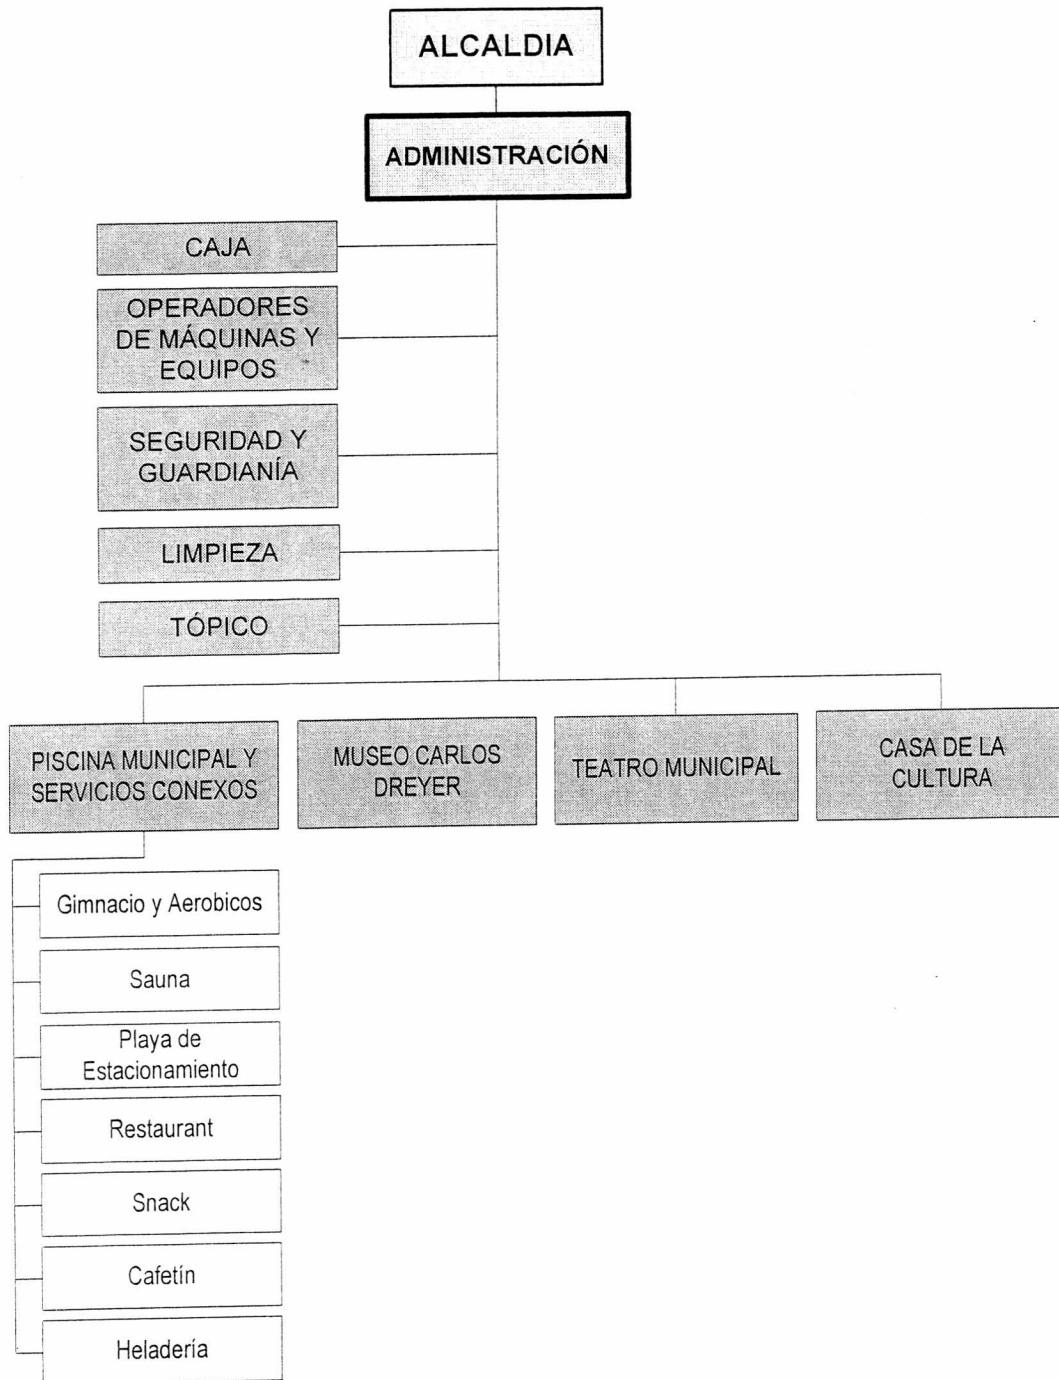 ALCALDIA
ADMINISTRACIÓN
CAJA
OPERADORES
DE MÁQUINAS Y
EQUIPOS
SEGURIDAD Y
GUARDIANÍA
LIMPIEZA
TÓPICO
PISCINA MUNICIPAL Y
SERVICIOS CONEXOS
MUSEO CARLOS
DREYER
TEATRO MUNICIPAL
CASA DE LA
CULTURA
Gimnacio y Aerobicos
Sauna
Playa de
Estacionamiento
Restaurant
Snack
Cafetín
Heladería